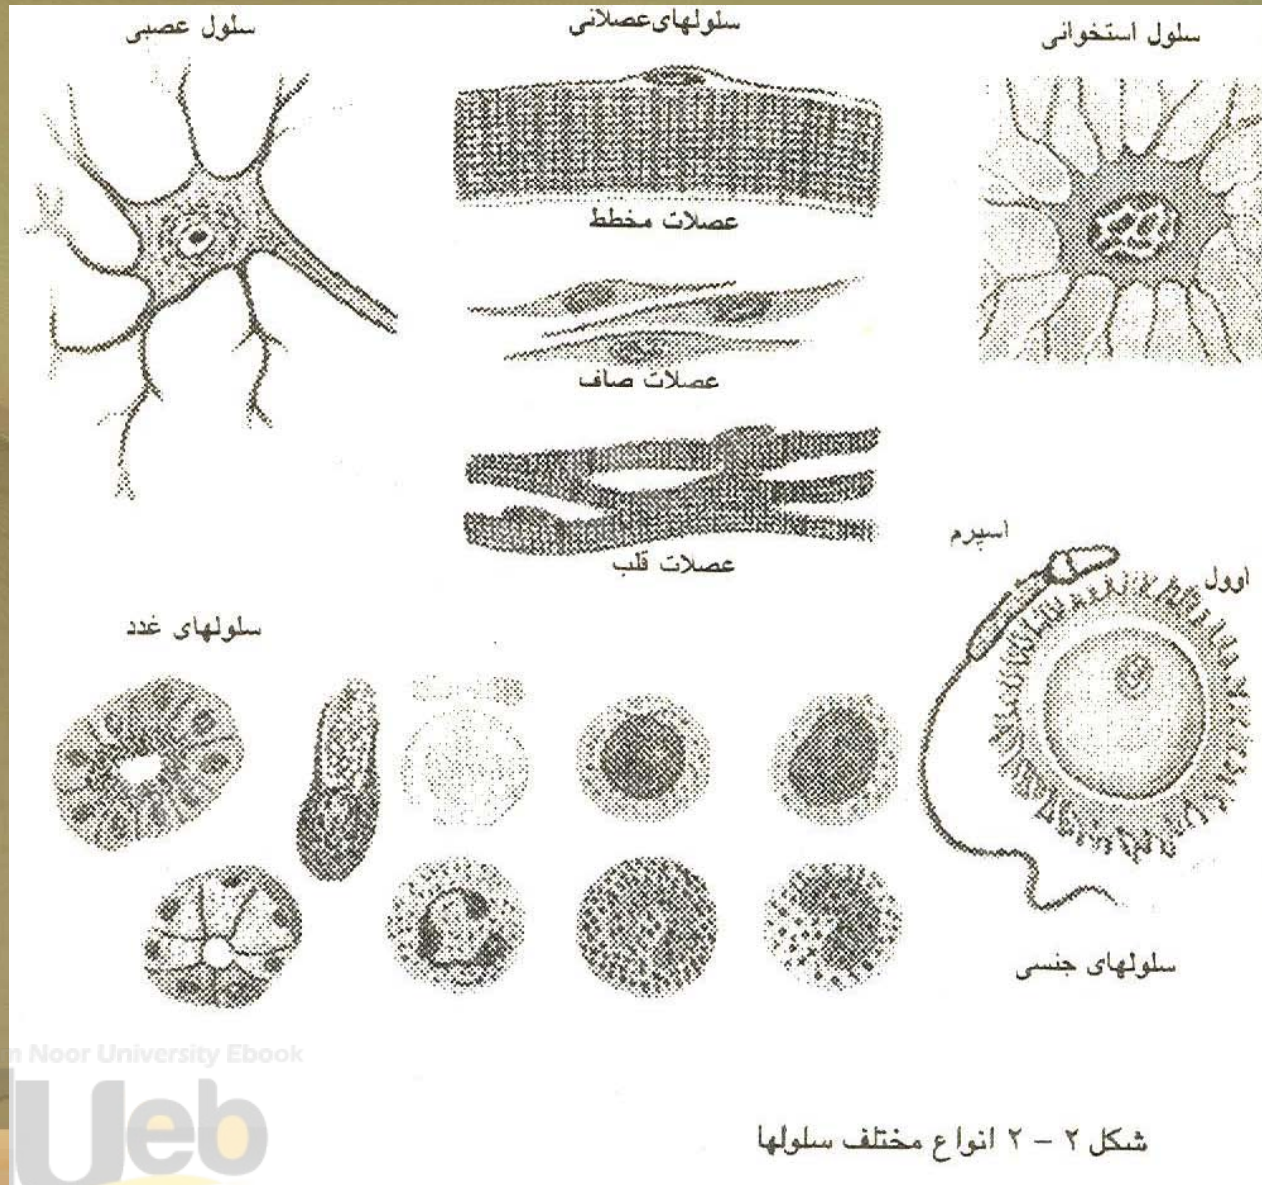 سلول عصبی
سلولهای‌عصلانی
سلول استخوانی
عصلات مخطط
عصلات صاف
عصلات قلب
اسپرم
اوول
سلولهای غدد
سلولهای جنسی
n Noor University Ebook
Ueb
شکل ۲ – ۲ انواع مختلف سلولها